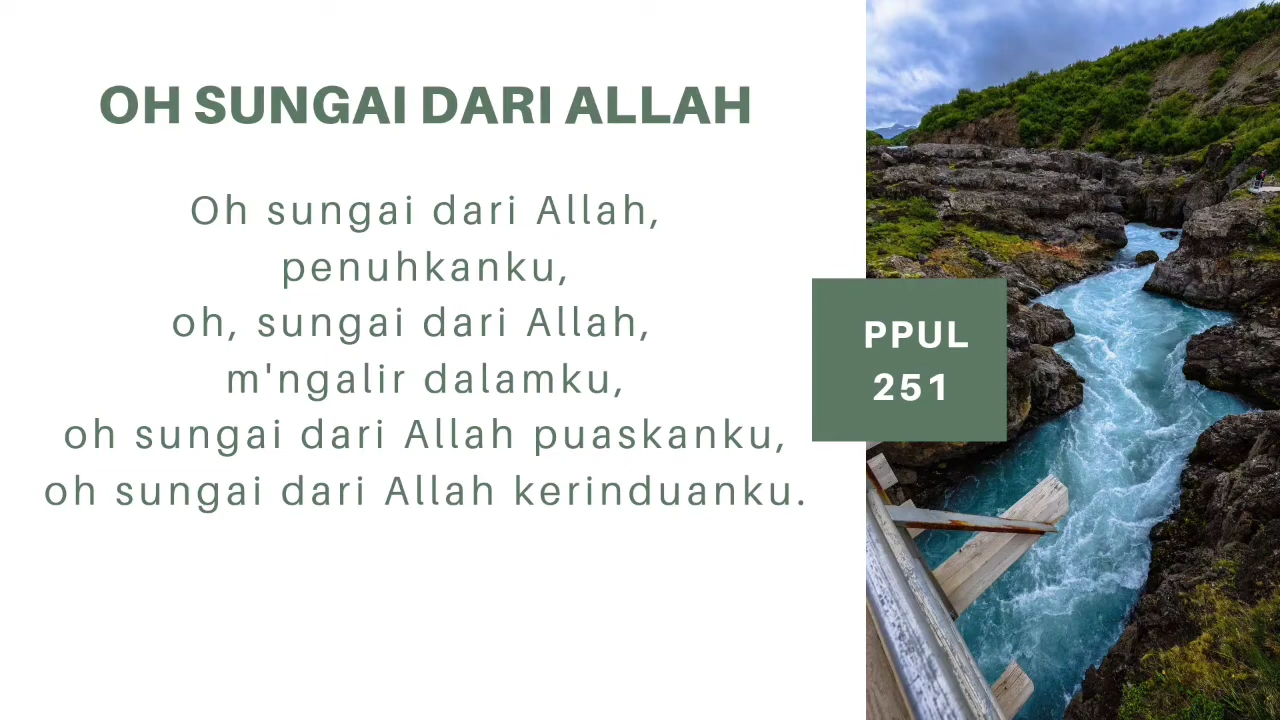 OH SUNGAI DARI ALLAH
Oh sungai dari Allah,
penuhkanku,
oh, sungai dari Allah,
m'ngalir dalamku,
oh sungai dari Allah puaskanku,
oh sungai dari Allah kerinduanku.
PPUL
251